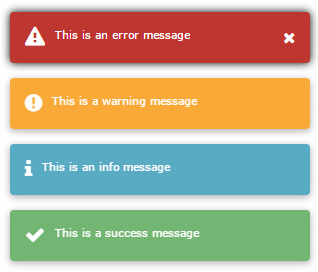 This is an error message
This is a warning message
This is an info message
This is a success message